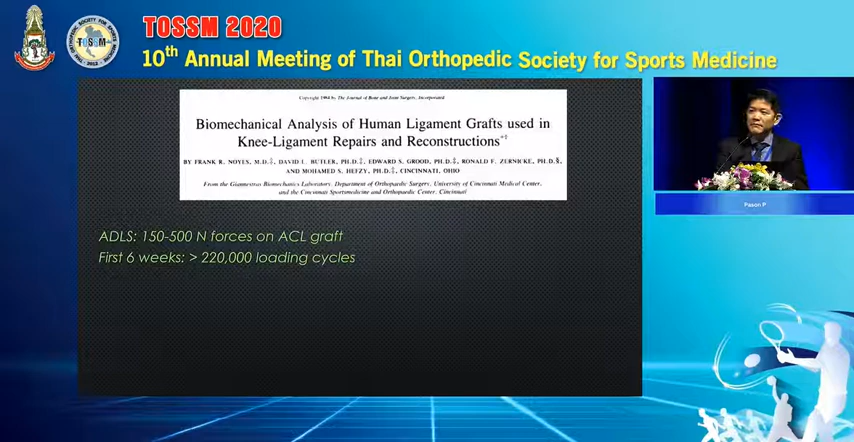 TOSSM 2020
10th Annual Meeting of Thai Orthopedic Society for Sports Medicine
TOSSM
Copyright 1984 by The Journal of Bone and Joint Surgery, Incorporated
Biomechanical Analysis of Human Ligament Grafts used in
Knee-Ligament Repairs and Reconstructions*†
BY FRANK R. NOYES, M.D.‡, DAVID L. BUTLER, PH.D.‡, EDWARD S. GROOD, PH.D.‡, RONALD F. ZERNICKE, PH.D.§,
AND MOHAMED S. HEFZY, PH.D.‡, CINCINNATI, OHIO
From the Giannestras Biomechanics Laboratory, Department of Orthopaedic Surgery, University of Cincinnati Medical Center,
and the Cincinnati Sportsmedicine and Orthopaedic Center, Cincinnati
ADLS: 150-500 N forces on ACL graft
First 6 weeks: > 220,000 loading cycles
Pason P